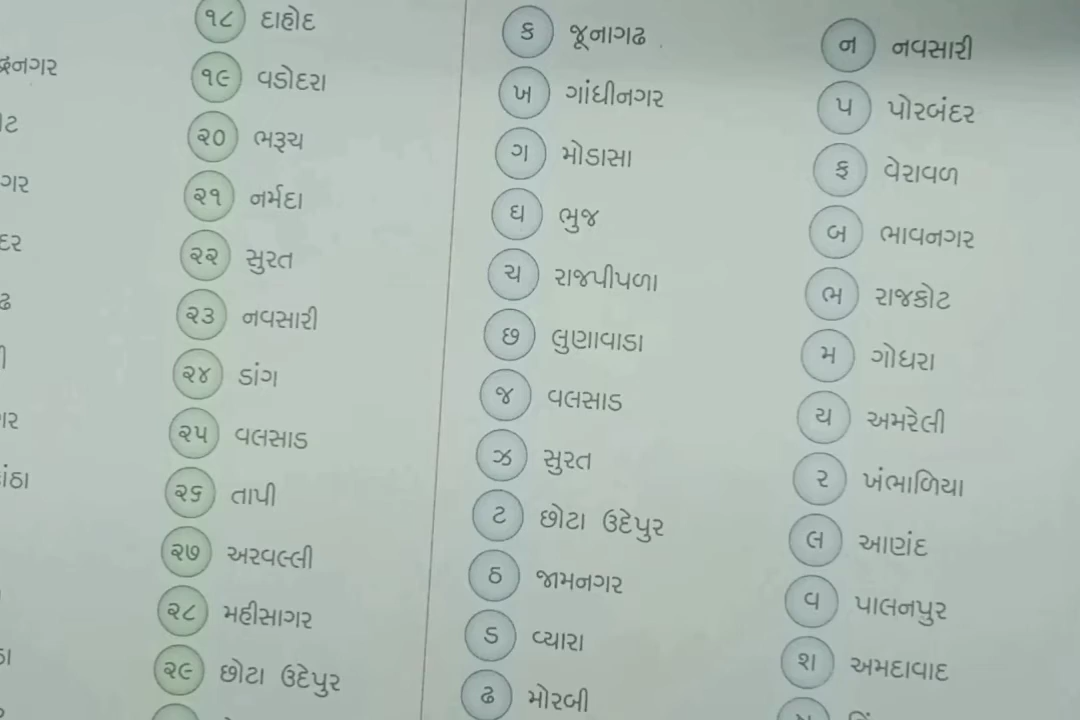 ૧૮ દાહોદ
૧૯ વડોદરા
૨૦ ભરૂચ
૨૧ નર્મદા
૨૨ સુરત
૨૩ નવસારી
૨૪ ડાંગ
૨૫ વલસાડ
૨૬ તાપી
૨૭ અરવલ્લી
૨૮ મહીસાગર
૨૯ છોટા ઉદેપુર
ક જૂનાગઢ
ખ ગાંધીનગર
ગ મોડાસા
ઘ ભુજ
ચ રાજપીપળા
છ લુણાવાડા
જ વલસાડ
ઝ સુરત
ટ છોટા ઉદેપુર
ઠ જામનગર
ડ વ્યારા
ઢ મોરબી
ન નવસારી
પ પોરબંદર
ફ વેરાવળ
બ ભાવનગર
ભ રાજકોટ
મ ગોધરા
ય અમરેલી
ર ખંભાળિયા
લ આણંદ
વ પાલનપુર
શ અમદાવાદ